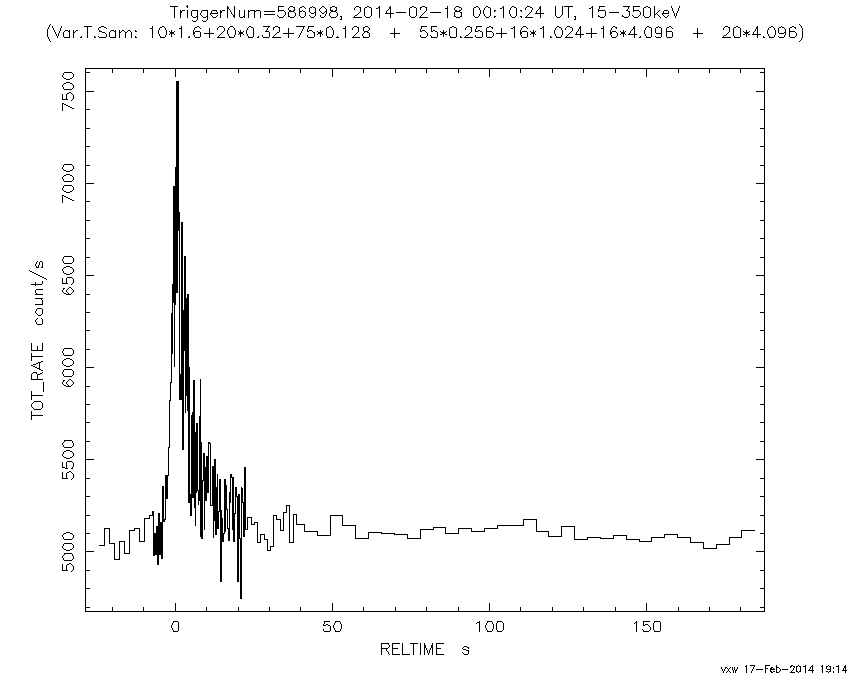 TriggerNum=586998, 2014-02-18 00:10:24 UT, 15-350keV
(Var.T.Sam: 10*1.6+20*0.32+75*0.128 + 55*0.256+16*1.024+16*4.096 + 20*4.096)
7500
7000
6500
6000
5500
5000
TOT_RATE count/s
0 50 100 150
RELTIME s
vxw 17-Feb-2014 19:14